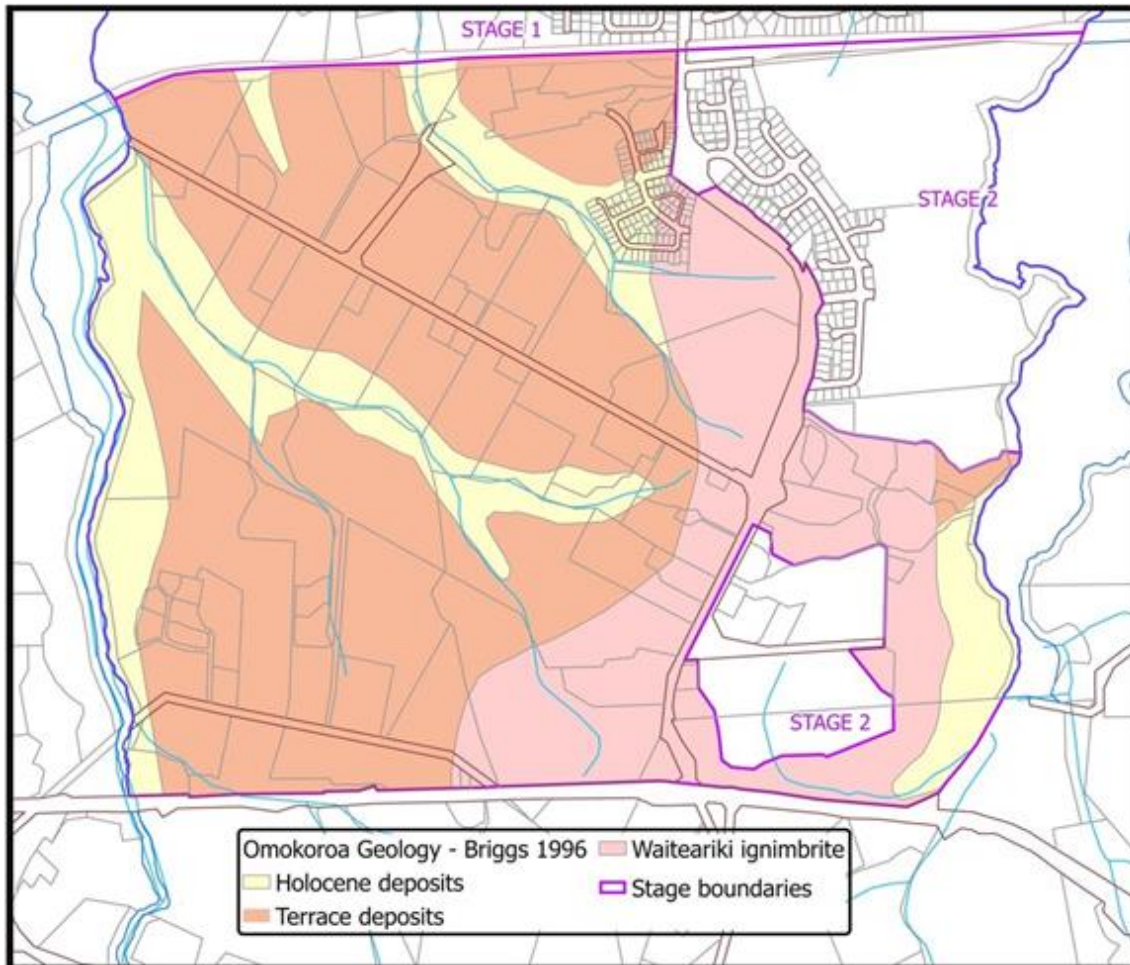 STAGE 1
STAGE 2
STAGE 2
Omokoroa Geology - Briggs 1996
Holocene deposits
Terrace deposits
Waiteariki ignimbrite
Stage boundaries